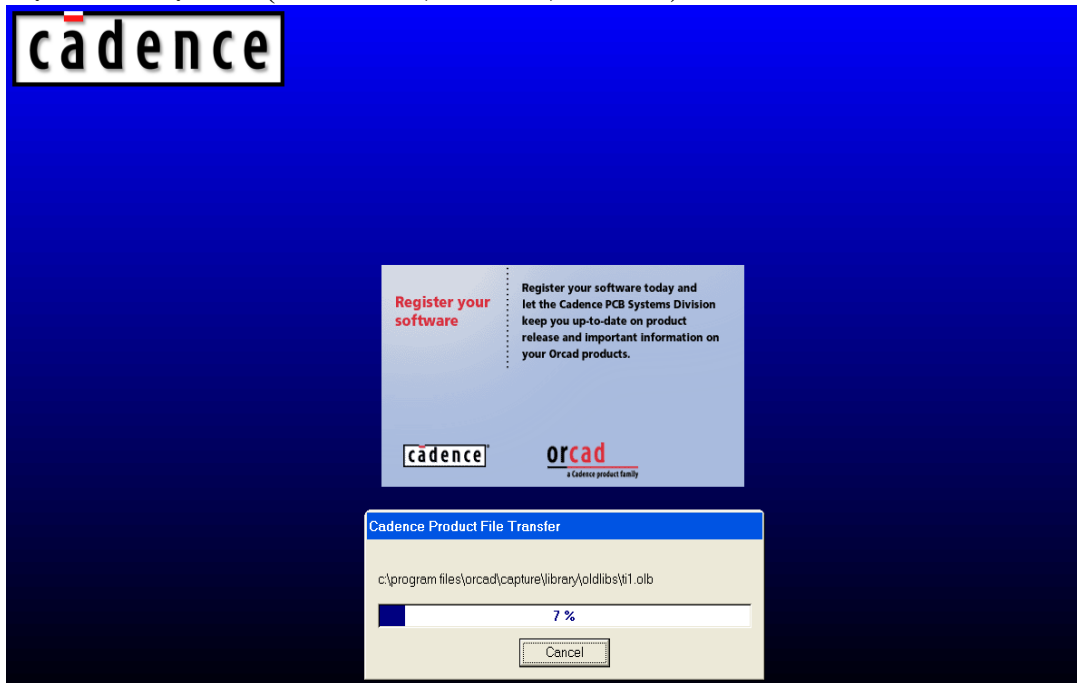 cādence
Register your
software
Register your software today and
let the Cadence PCB Systems Division
keep you up-to-date on product
release and important information on
your Orcad products.
cādence
orcad
a Cadence product family
Cadence Product File Transfer
c:\program files\orcad\capture\library\oldlibs\ti1.olb
7 %
Cancel